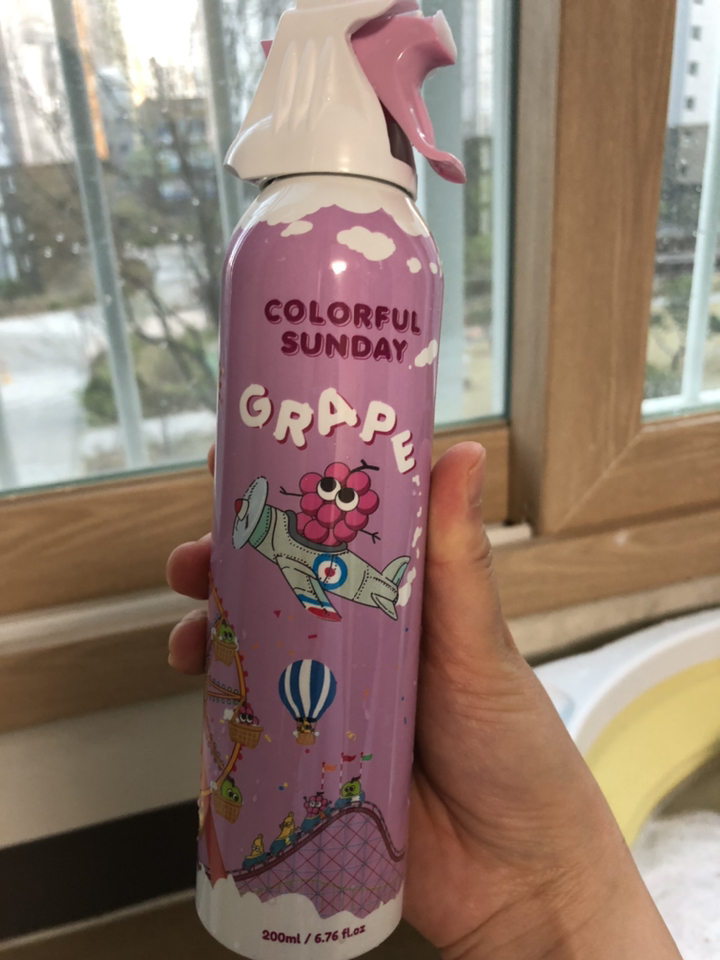 COLORFUL
SUNDAY
GRAPE
200ml / 6.76 fl.oz